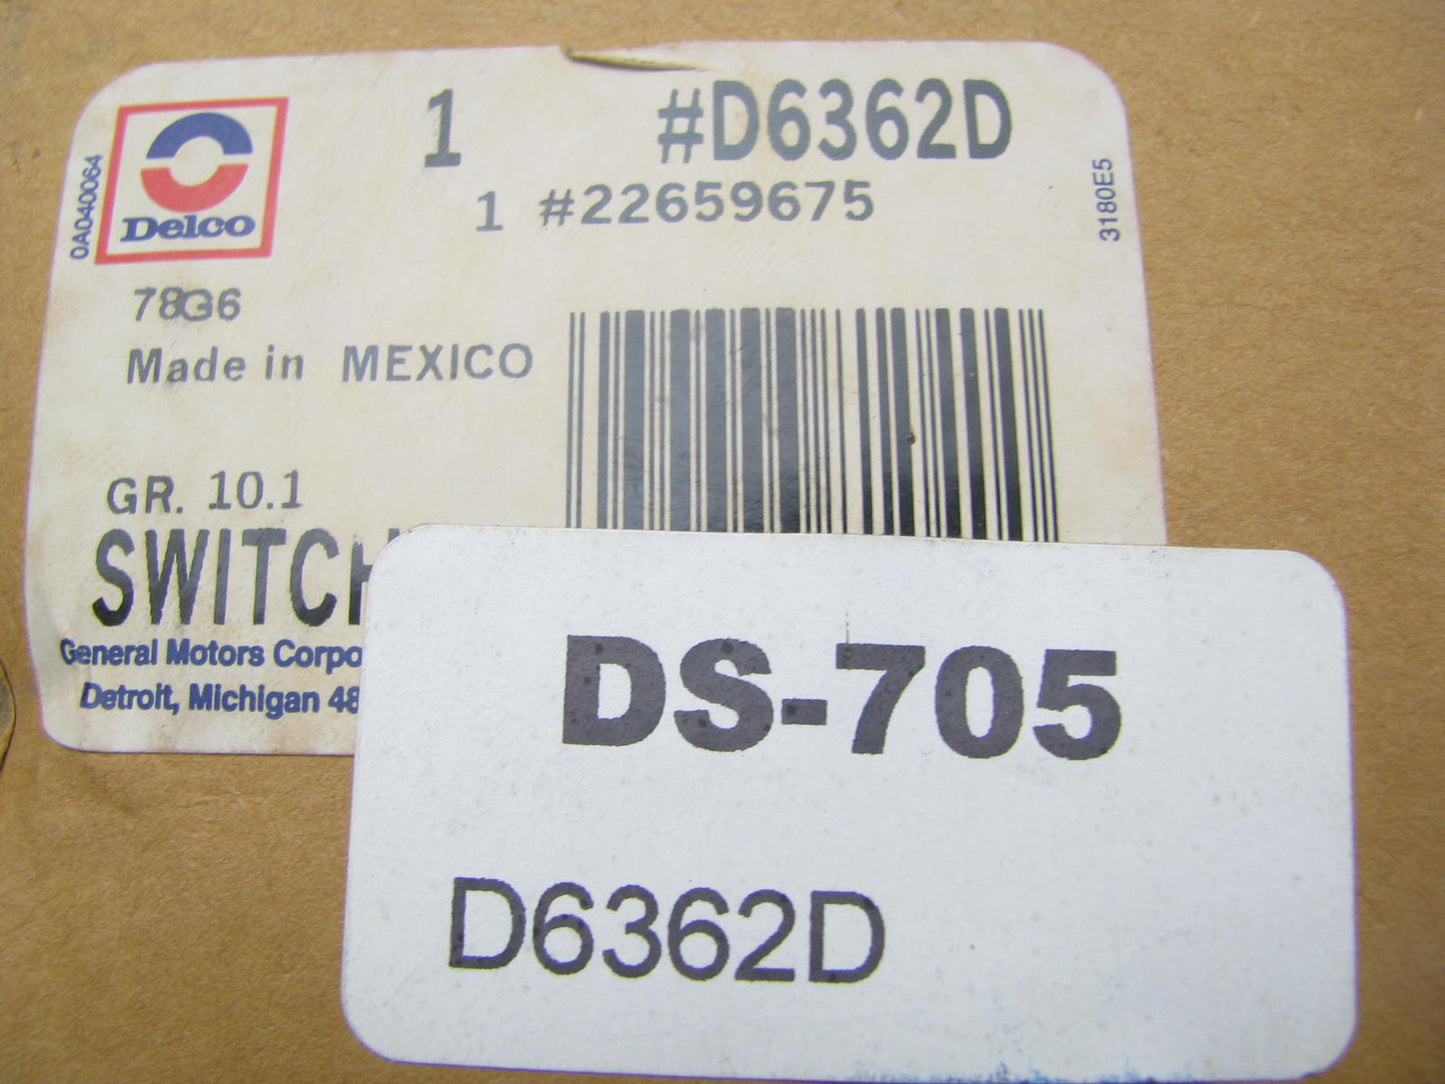 1 #D6362D
1 #22659675
0A040064
Delco
3180E5
78G6
Made in MEXICO
GR. 10.1
SWITCH
General Motors Corpo
Detroit, Michigan 48
DS-705
D6362D